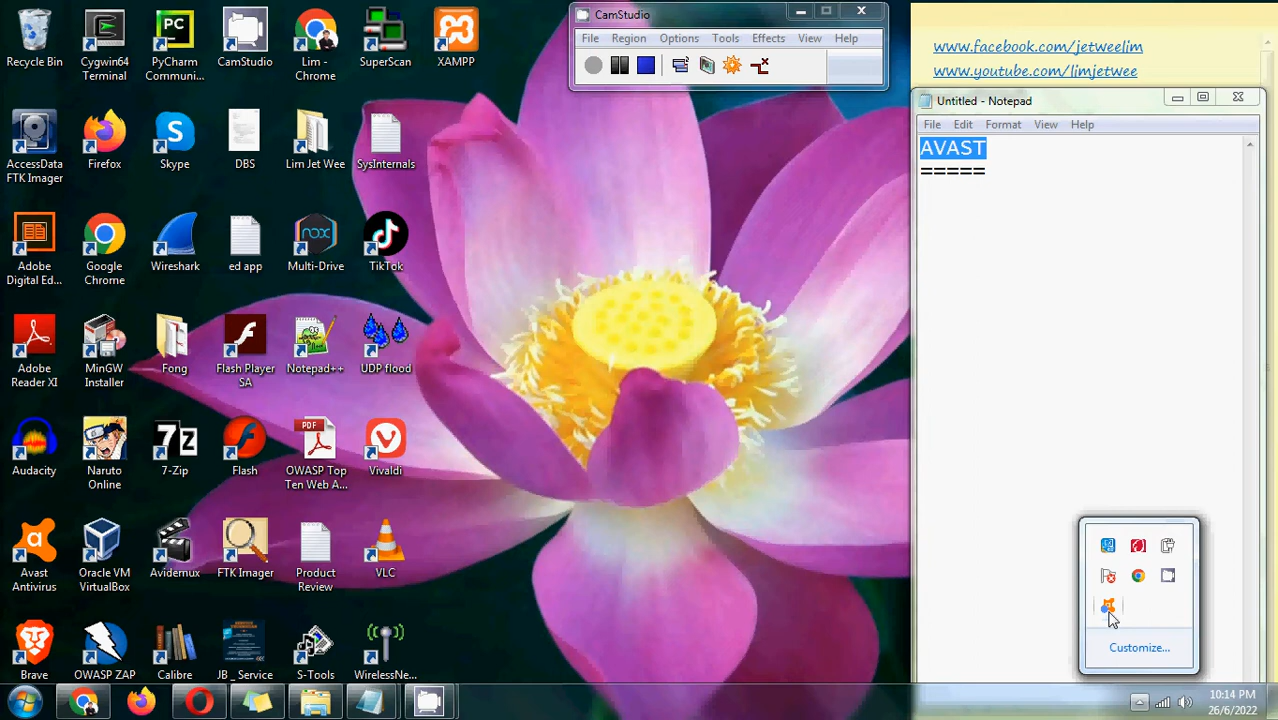 Recycle Bin
Cygwin64 Terminal
PyCharm Communi...
CamStudio
Lim - Chrome
SuperScan
XAMPP
AccessData FTK Imager
Firefox
Skype
DBS
Lim Jet Wee
SysInternals
Adobe Digital Ed...
Google Chrome
Wireshark
ed app
Multi-Drive
TikTok
Adobe Reader XI
MinGW Installer
Fong
Flash Player SA
Notepad++
UDP flood
Audacity
Naruto Online
7-Zip
Flash
OWASP Top Ten Web A...
Vivaldi
Avast Antivirus
Oracle VM VirtualBox
Avidemux
FTK Imager
Product Review
VLC
Brave
OWASP ZAP
Calibre
JB _ Service
S-Tools
WirelessNe...
CamStudio
File Region Options Tools Effects View Help
www.facebook.com/jetweelim
www.youtube.com/limjetwee
Untitled - Notepad
File Edit Format View Help
AVAST
=====
Customize...
10:14 PM
26/6/2022